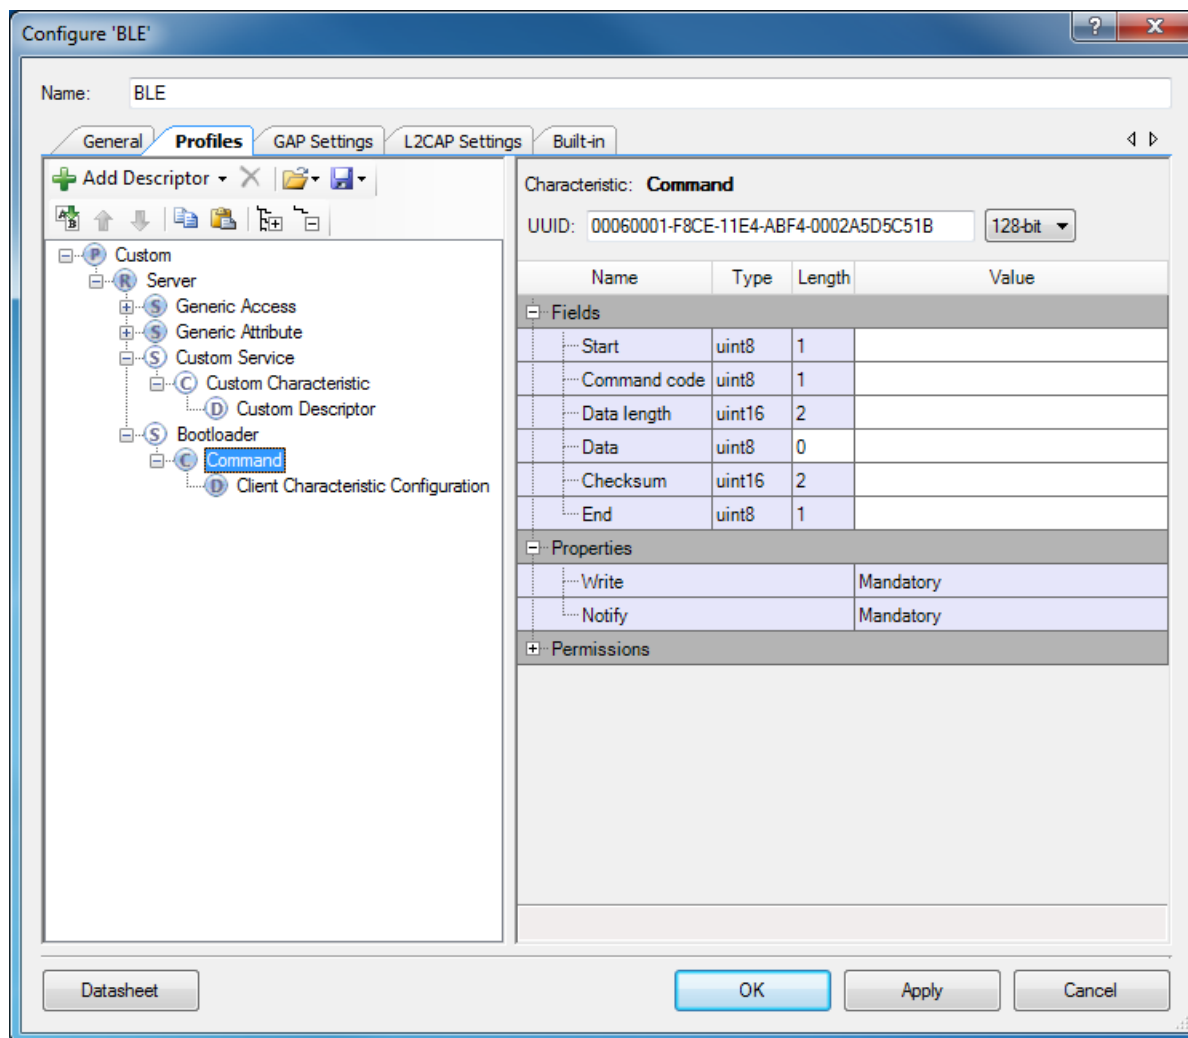 Configure 'BLE'
Name: BLE
General Profiles GAP Settings L2CAP Settings Built-in
Add Descriptor
Custom
Server
Generic Access
Generic Attribute
Custom Service
Custom Characteristic
Custom Descriptor
Bootloader
Command
Client Characteristic Configuration
Characteristic: Command
UUID: 00060001-F8CE-11E4-ABF4-0002A5D5C51B 128-bit
Name Type Length Value
Fields
Start uint8 1
Command code uint8 1
Data length uint16 2
Data uint8 0
Checksum uint16 2
End uint8 1
Properties
Write Mandatory
Notify Mandatory
Permissions
Datasheet OK Apply Cancel